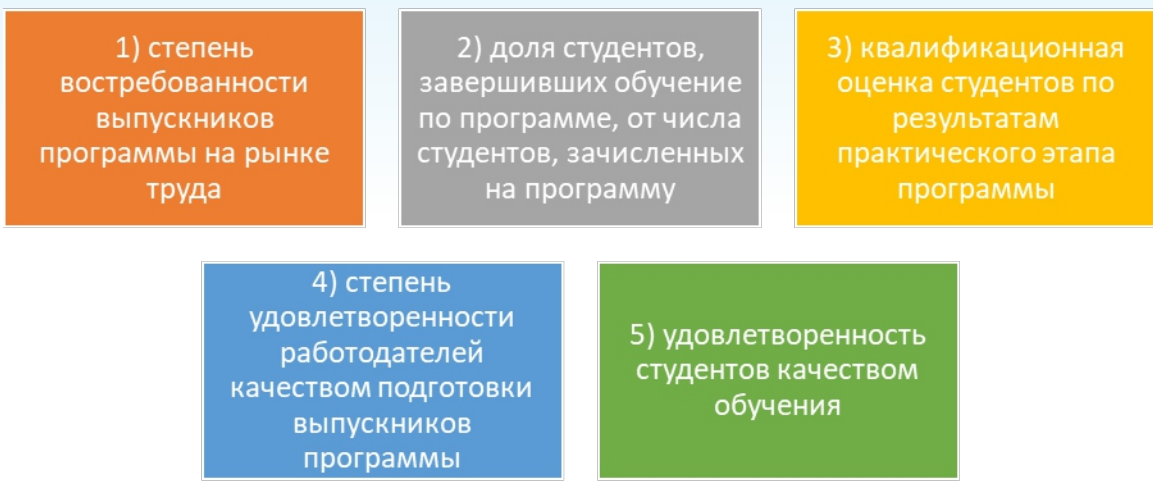 1) степень
востребованности
выпускников
программы на рынке
труда
2) доля студентов,
завершивших обучение
по программе, от числа
студентов, зачисленных
на программу
3) квалификационная
оценка студентов по
результатам
практического этапа
программы
4) степень
удовлетворенности
работодателей
качеством подготовки
выпускников
программы
5) удовлетворенность
студентов качеством
обучения